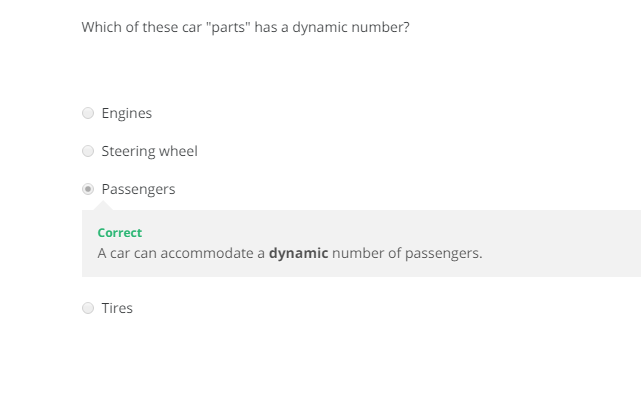 Which of these car "parts" has a dynamic number?
Engines
Steering wheel
Passengers
Correct
A car can accommodate a dynamic number of passengers.
Tires